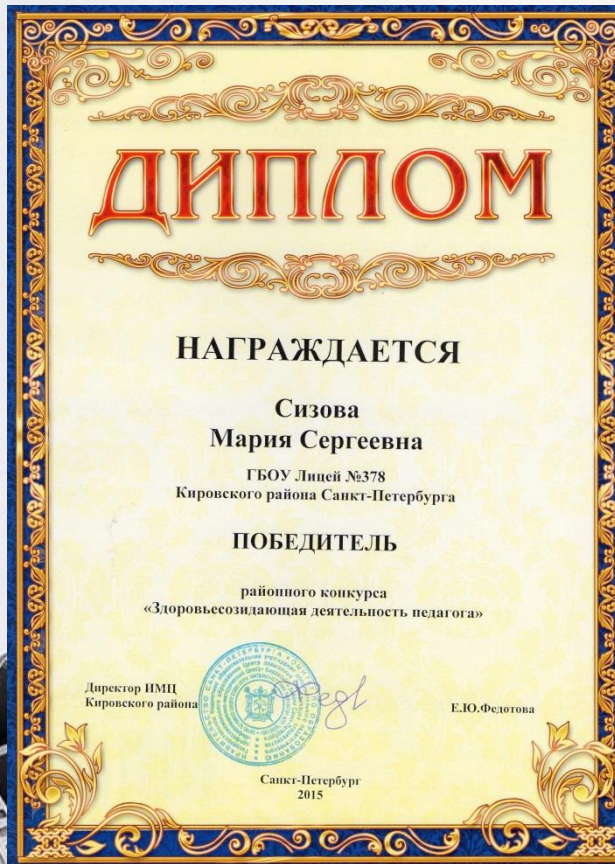 ДИПЛОМ
НАГРАЖДАЕТСЯ
Сизова
Мария Сергеевна
ГБОУ Лицей №378
Кировского района Санкт-Петербурга
ПОБЕДИТЕЛЬ
районного конкурса
«Здоровьесозидающая деятельность педагога»
Директор ИМЦ
Кировского района
Е.Ю.Федотова
Санкт-Петербург
2015